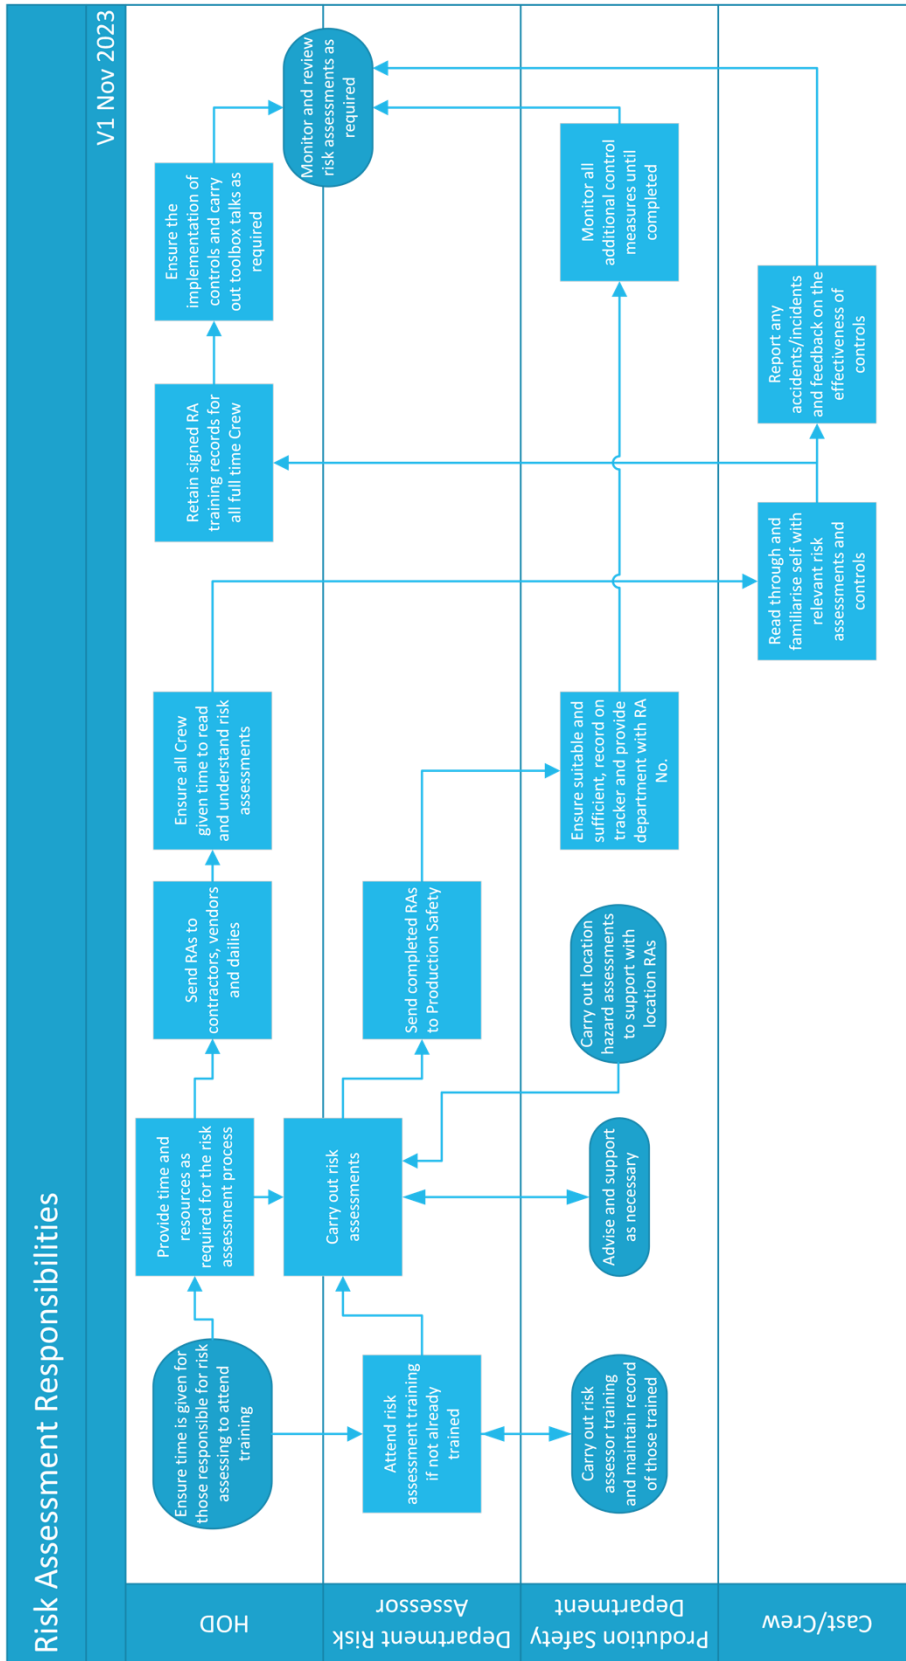 Risk Assessment Responsibilities
V1 Nov 2023
HOD
Ensure time is given for
those responsible for risk
assessing to attend
training
Provide time and
resources as
required for the risk
assessment process
Send RAs to
contractors, vendors
and dailies
Ensure all Crew
given time to read
and understand risk
assessments
Retain signed RA
training records for
all full time Crew
Ensure the
implementation of
controls and carry
out toolbox talks as
required
Monitor and review
risk assessments as
required
Department Risk
Assessor
Attend risk
assessment training
if not already
trained
Carry out risk
assessments
Send completed RAs
to Production Safety
Prodution Safety
Department
Carry out risk
assessor training
and maintain record
of those trained
Advise and support
as necessary
Carry out location
hazard assessments
to support with
location RAs
Ensure suitable and
sufficient, record on
tracker and provide
department with RA
No.
Monitor all
additional control
measures until
completed
Cast/Crew
Read through and
familiarise self with
relevant risk
assessments and
controls
Report any
accidents/incidents
and feedback on the
effectiveness of
controls